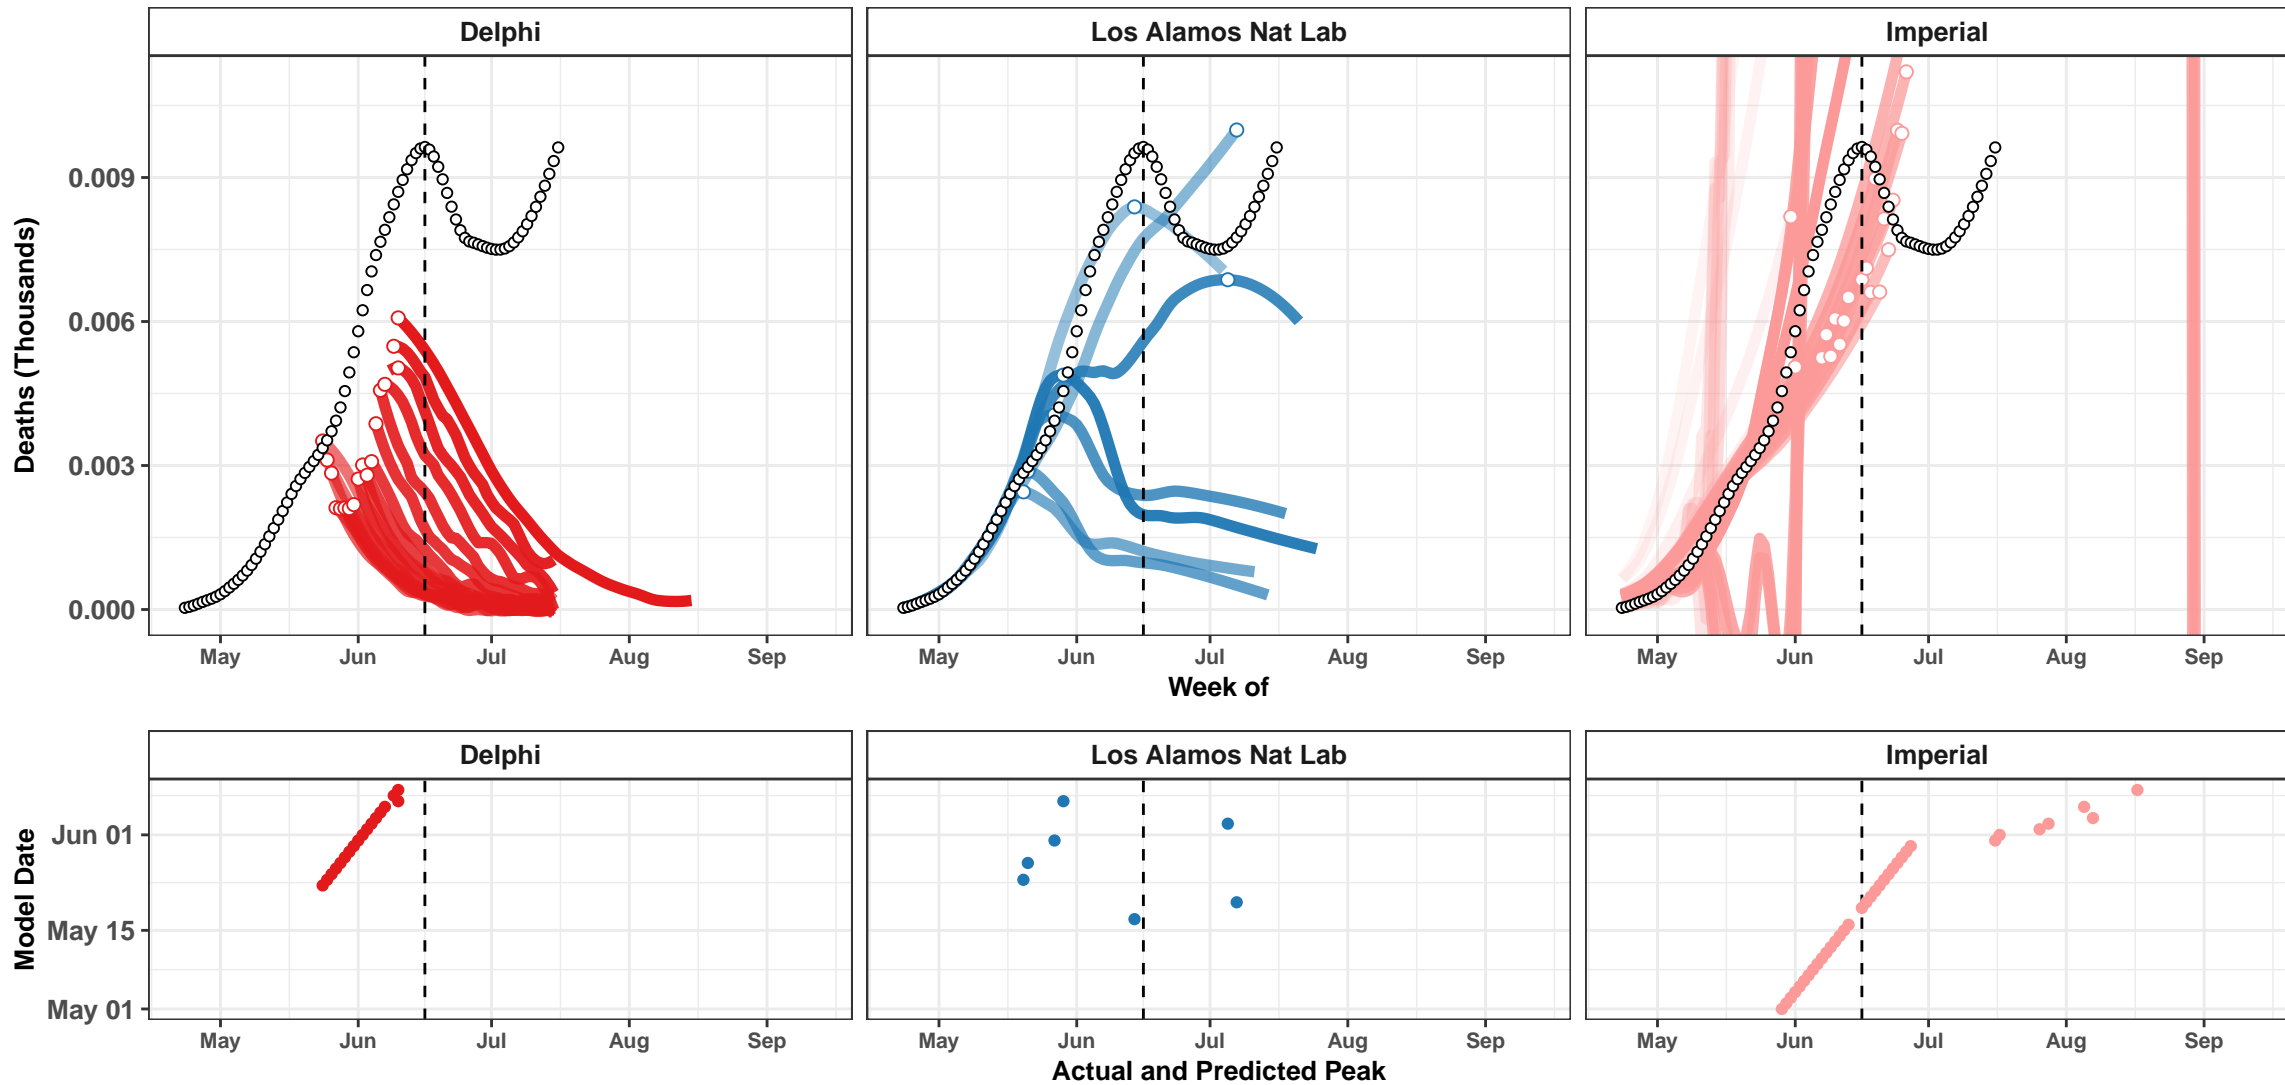 Delphi
Los Alamos Nat Lab
Imperial
Deaths (Thousands)
0.009
0.006
0.003
0.000
May Jun Jul Aug Sep
May Jun Jul Aug Sep
May Jun Jul Aug Sep
Week of
Delphi
Los Alamos Nat Lab
Imperial
Model Date
Jun 01
May 15
May 01
May Jun Jul Aug Sep
May Jun Jul Aug Sep
May Jun Jul Aug Sep
Actual and Predicted Peak